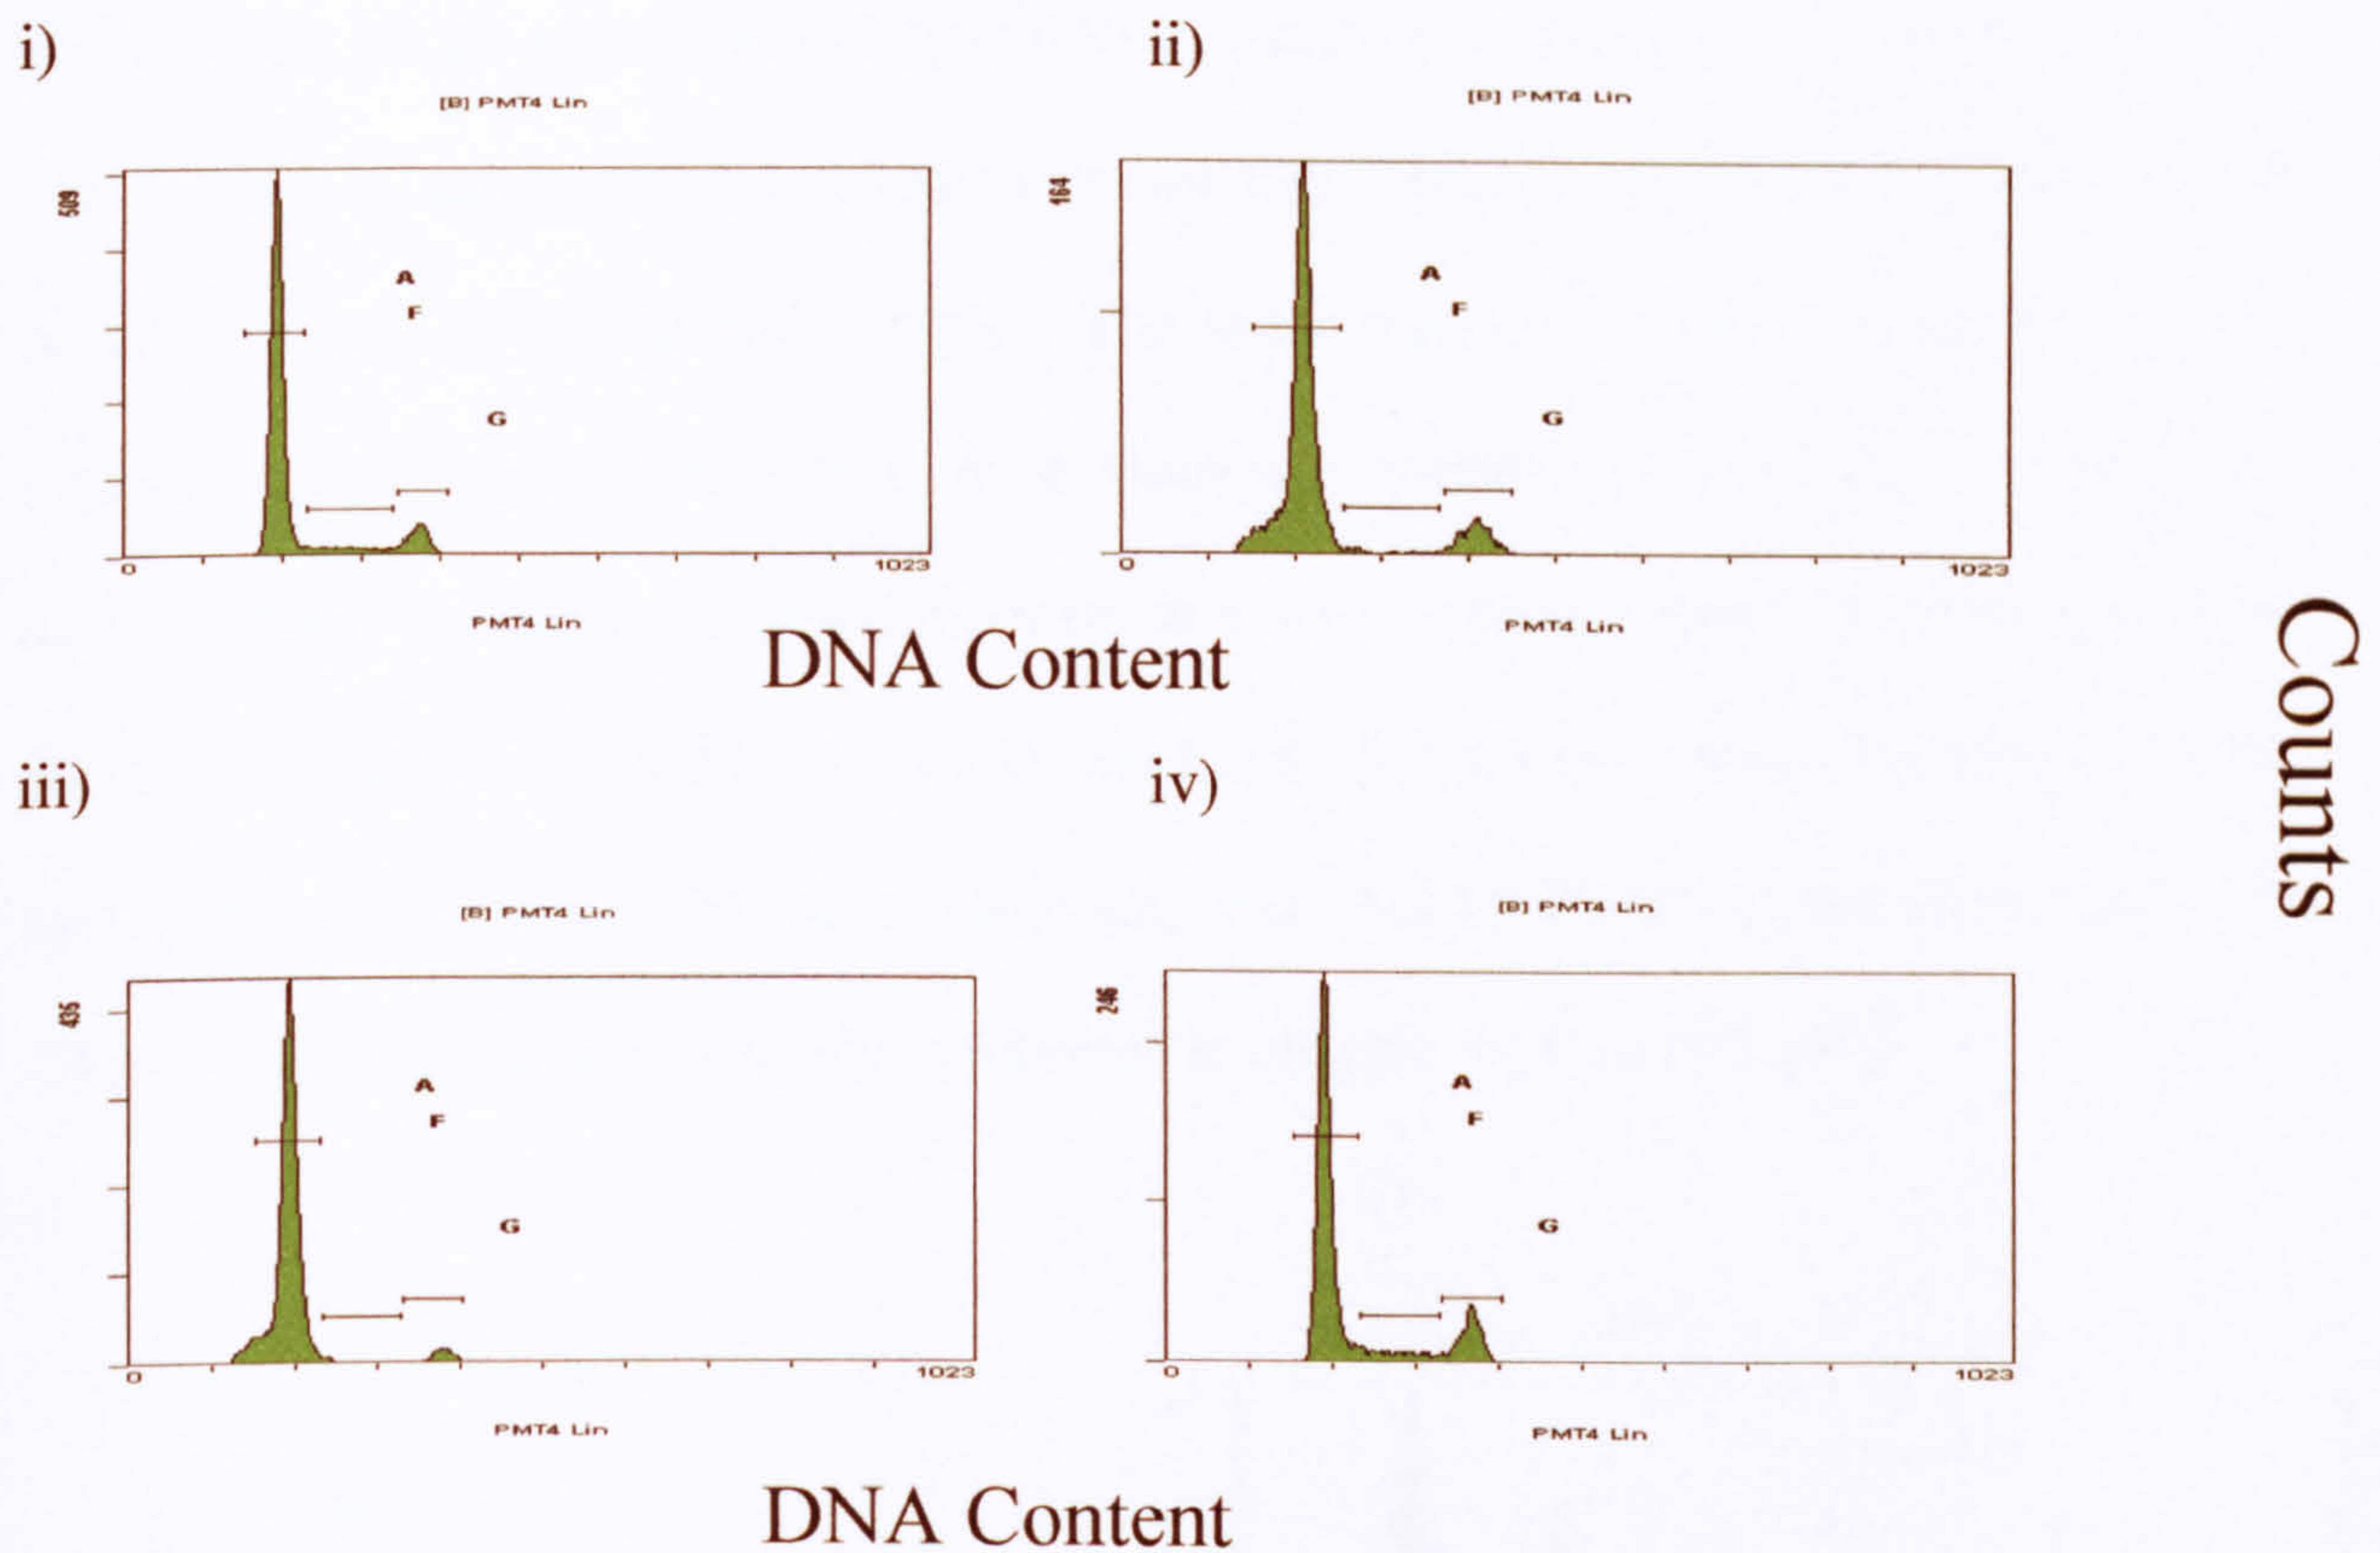 i)
[B] PMT4 Lin
509
A
F
G
0 1023
PMT4 Lin
ii)
[B] PMT4 Lin
164
A
F
G
0 1023
PMT4 Lin
DNA Content
Counts
iii)
[B] PMT4 Lin
435
A
F
G
0 1023
PMT4 Lin
iv)
[B] PMT4 Lin
246
A
F
G
0 1023
PMT4 Lin
DNA Content